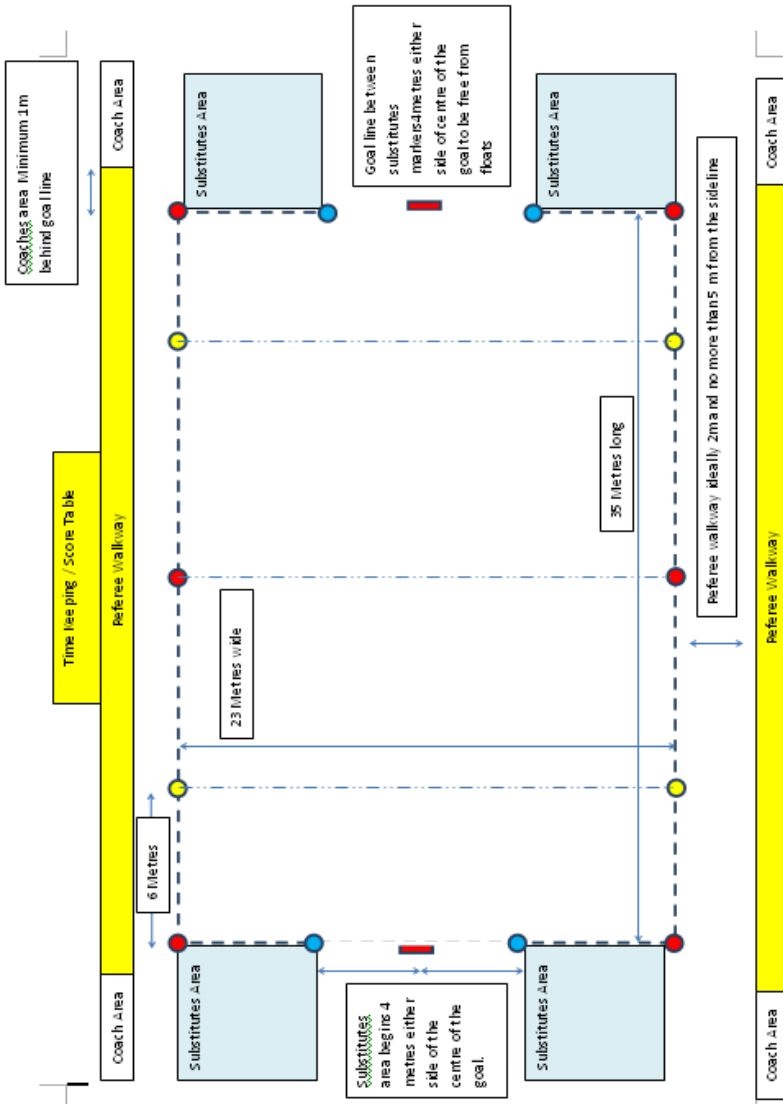 Coaches area Minimum 1m
behind goal line
Time Keeping / Score Table
Coach Area
Referee Walkway
Coach Area
6 Metres
Substitutes Area
Substitutes Area
23 Metres wide
Substitutes
area begins 4
metres either
side of the
centre of the
goal.
Goal line between
substitutes
markers 4 metres either
side of centre of the
goal to be free from
floats
Substitutes Area
Substitutes Area
35 Metres long
Referee walkway ideally 2m and no more than 5 m from the sideline
Coach Area
Referee Walkway
Coach Area